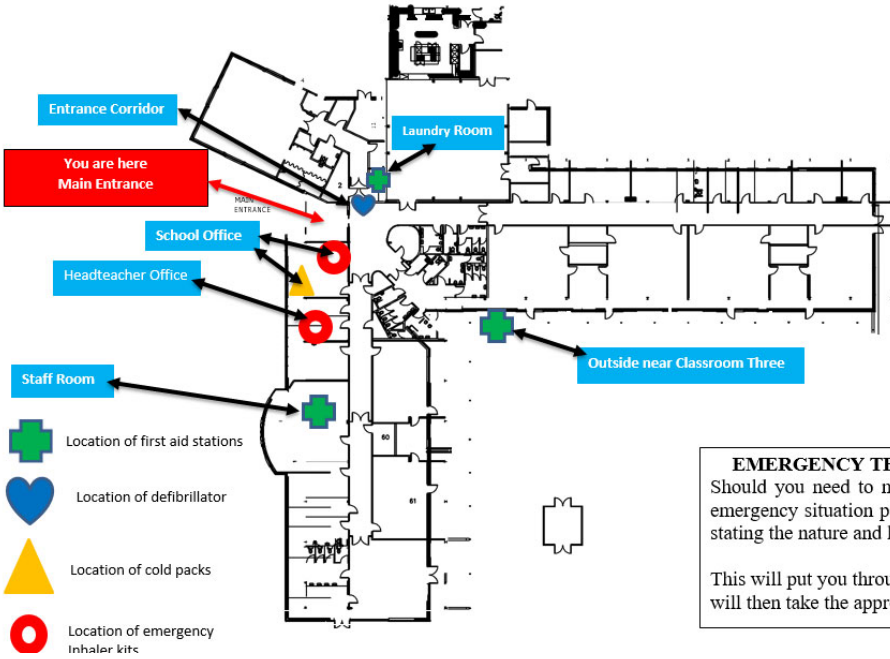 Entrance Corridor
Laundry Room
You are here
Main Entrance
2
MAIN
ENTRANCE
School Office
Headteacher Office
Outside near Classroom Three
Staff Room
60
61
Location of first aid stations
Location of defibrillator
Location of cold packs
Location of emergency
Inhaler kits
EMERGENCY TE
Should you need to m
emergency situation p
stating the nature and l
This will put you throu
will then take the appr